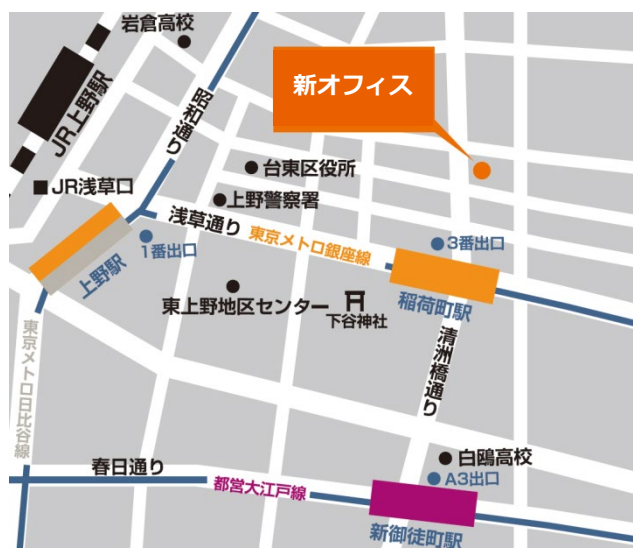 岩倉高校
新オフィス
昭和通り
JR上野駅
台東区役所
JR浅草口
上野警察署
浅草通り
東京メトロ銀座線
3番出口
1番出口
上野駅
稲荷町駅
東上野地区センター
下谷神社
清洲橋通り
東京メトロ日比谷線
白鴎高校
春日通り
A3出口
都営大江戸線
新御徒町駅